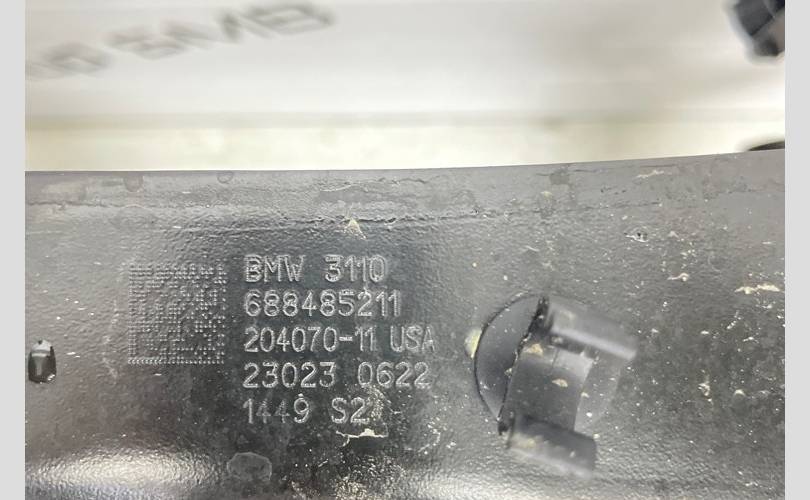 BMW 3110
688485211
204070-11 USA
23023 0622
1449 S2